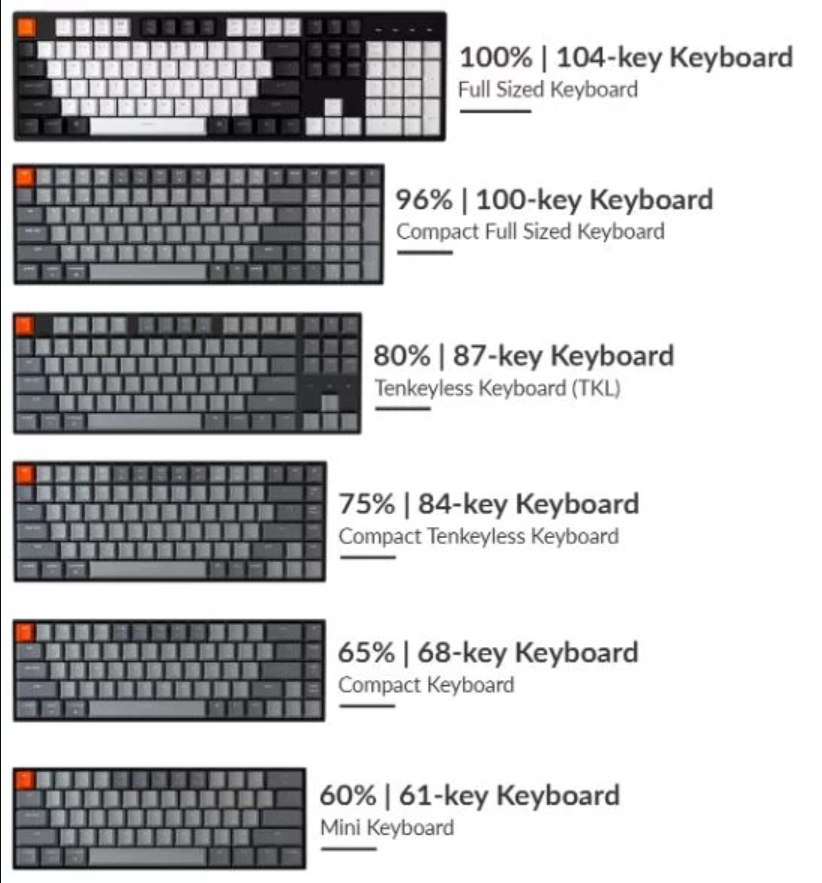 100% | 104-key Keyboard
Full Sized Keyboard
96% | 100-key Keyboard
Compact Full Sized Keyboard
80% | 87-key Keyboard
Tenkeyless Keyboard (TKL)
75% | 84-key Keyboard
Compact Tenkeyless Keyboard
65% | 68-key Keyboard
Compact Keyboard
60% | 61-key Keyboard
Mini Keyboard